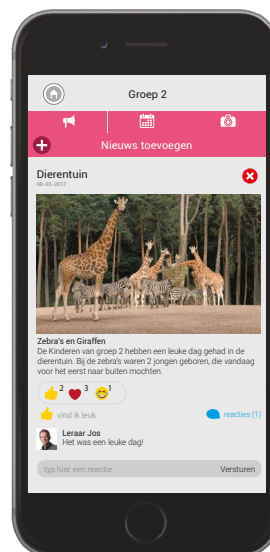 Groep 2
Nieuws toevoegen
Dierentuin
09-03-2017
Zebra's en Giraffen
De Kinderen van groep 2 hebben een leuke dag gehad in de
dierentuin. Bij de zebra's waren 2 jongen geboren, die vandaag
voor het eerst naar buiten mochten.
2 3 1
vind ik leuk reacties (1)
Leraar Jos
Het was een leuke dag!
typ hier een reactie Versturen